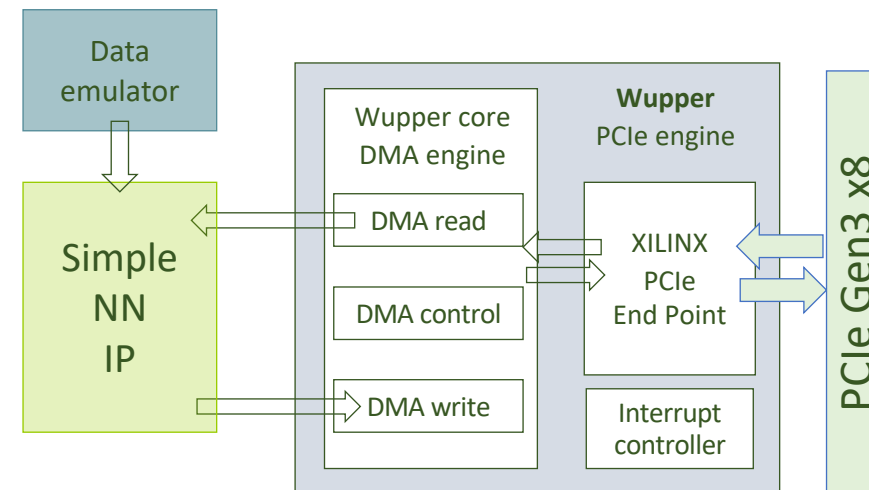 Data
emulator
Simple
NN
IP
Wupper core
DMA engine
DMA read
DMA control
DMA write
Wupper
PCIe engine
XILINX
PCIe
End Point
Interrupt
controller
PCIe Gen3 x8